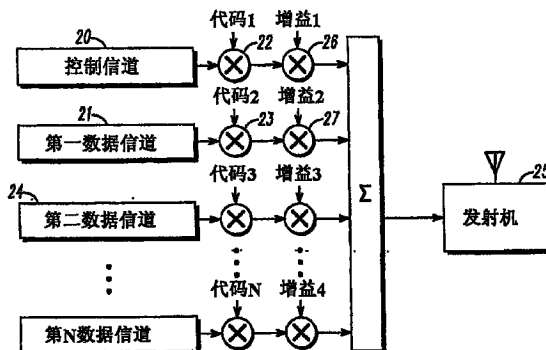 代码1 增益1
20 22 26
控制信道
代码2 增益2
21 23 27
第一数据信道
代码3 增益3
24
第二数据信道
Σ
25
发射机
代码N 增益4
第N数据信道